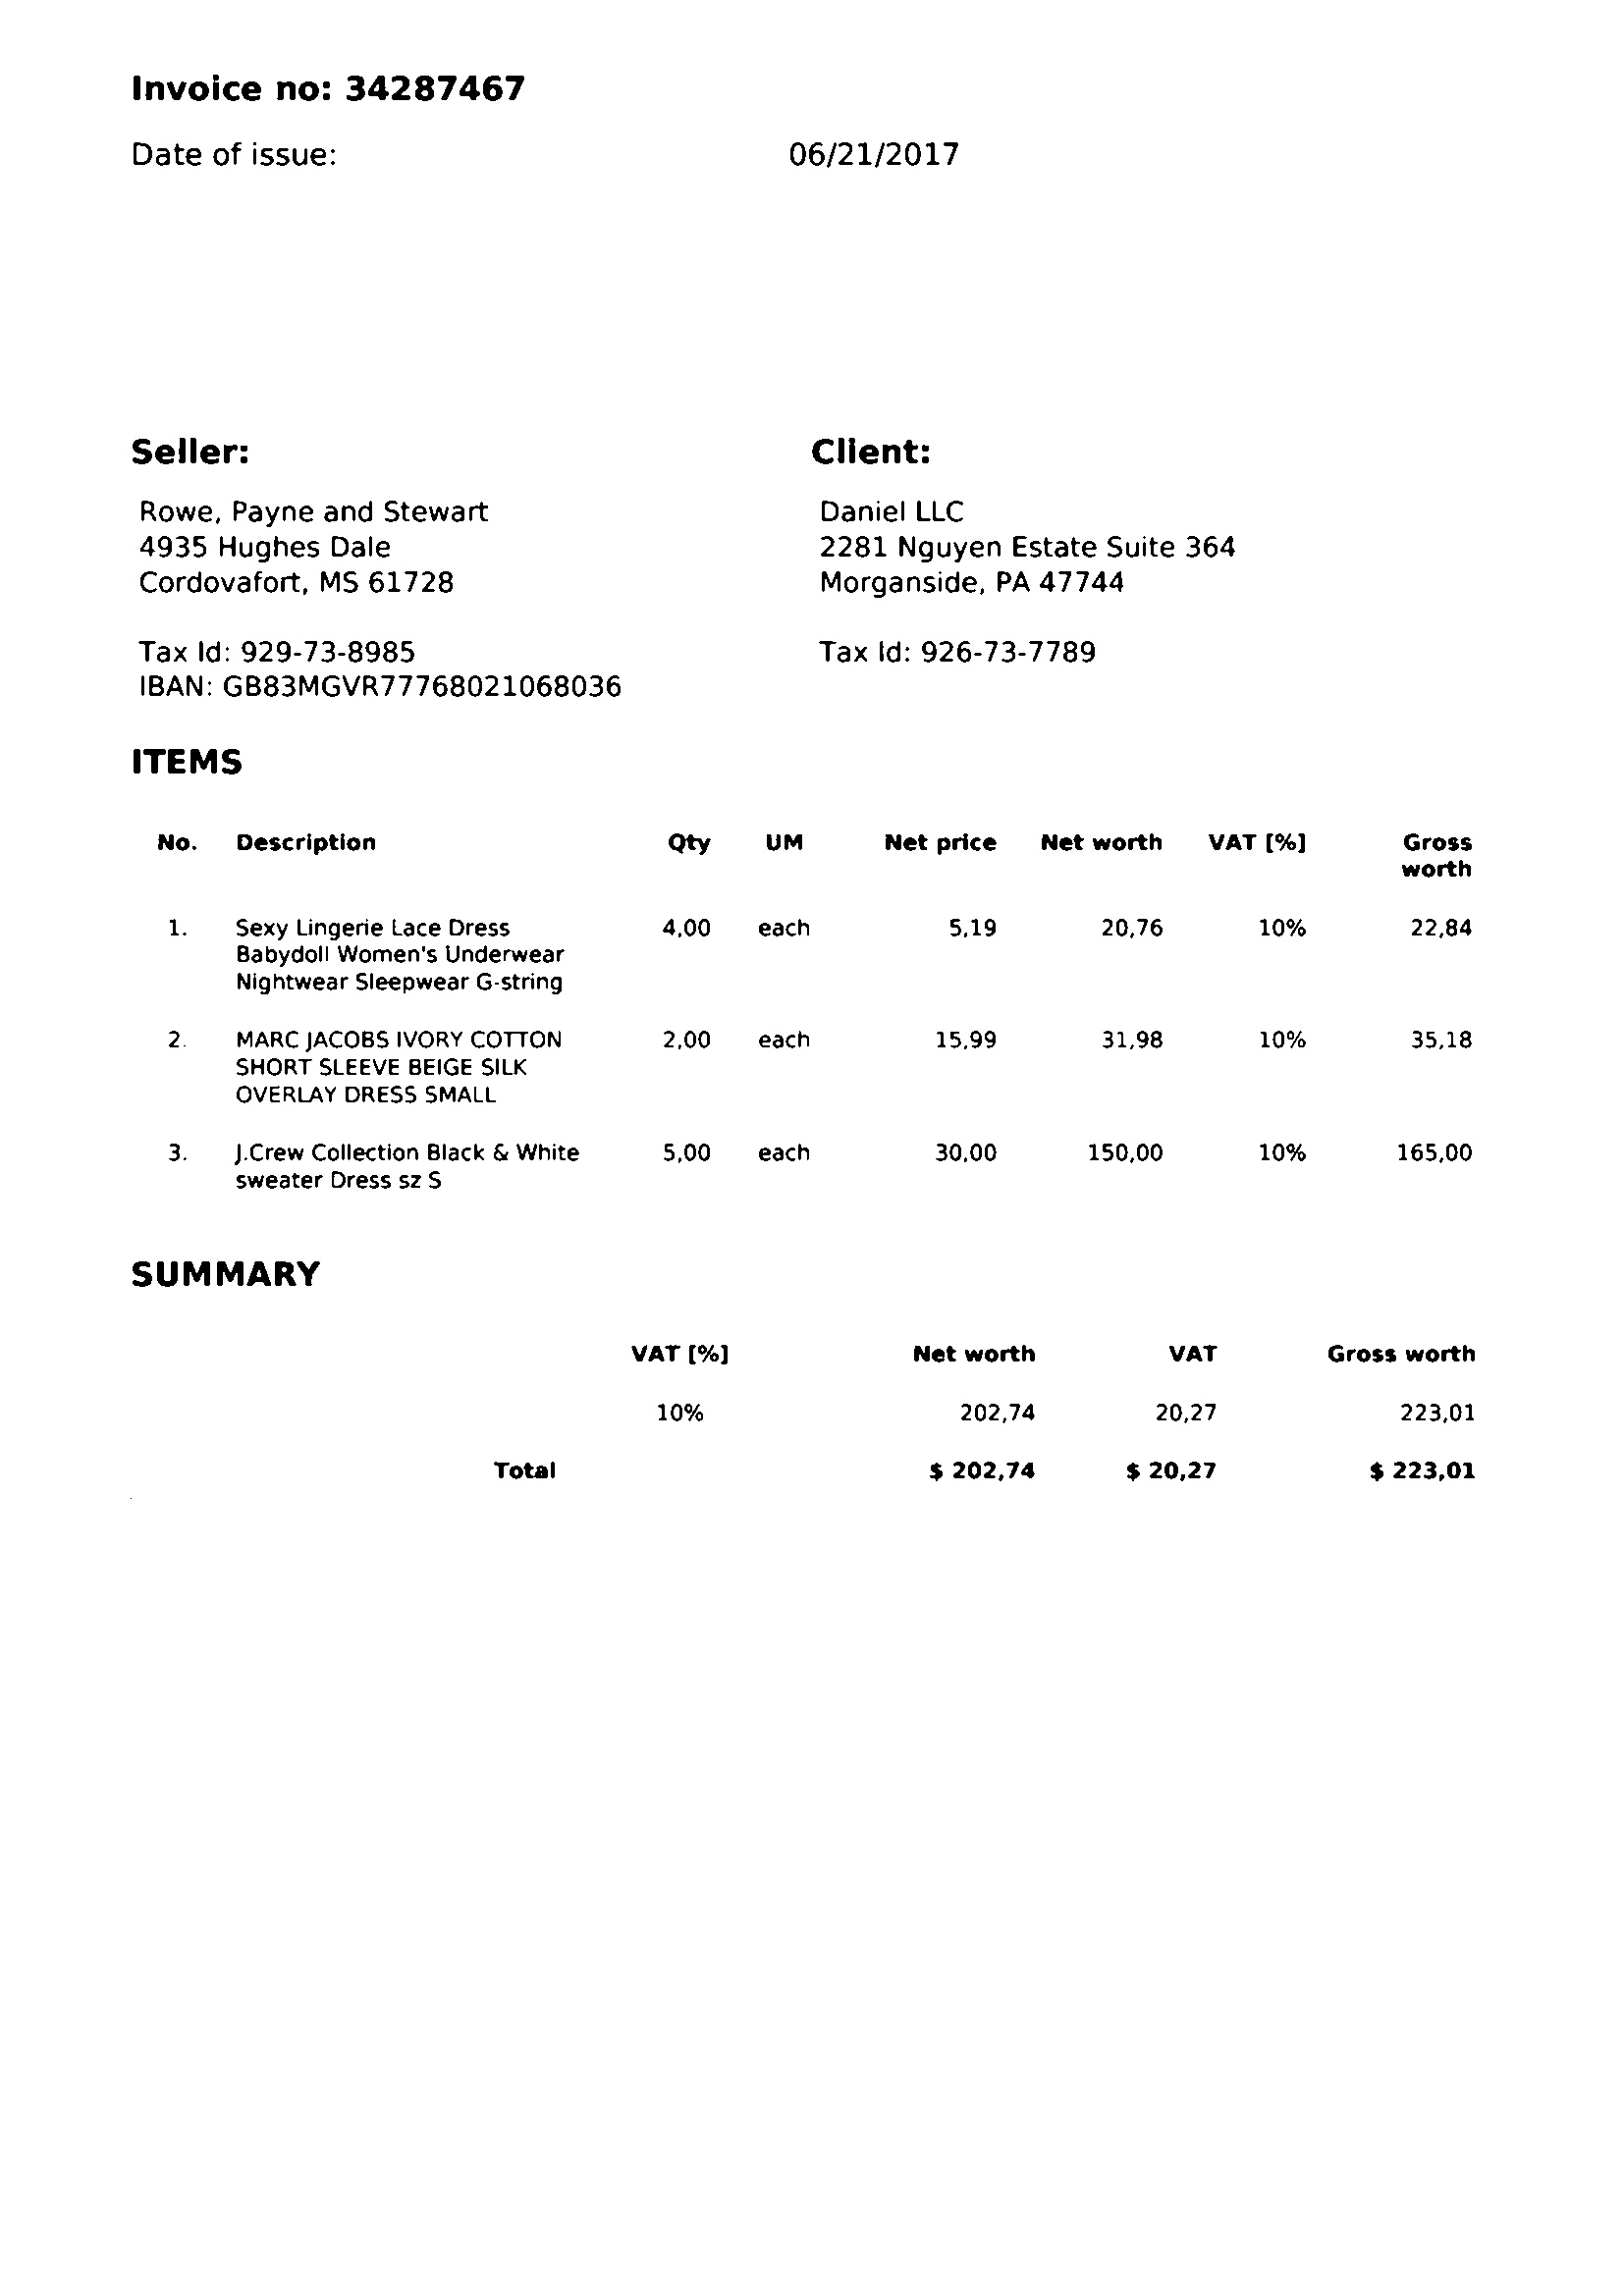 Invoice no: 34287467
Date of issue: 06/21/2017
Seller: Client:
Rowe, Payne and Stewart Daniel LLC
4935 Hughes Dale 2281 Nguyen Estate Suite 364
Cordovafort, MS 61728 Morganside, PA 47744
Tax Id: 929-73-8985 Tax Id: 926-73-7789
IBAN: GB83MGVR77768021068036
ITEMS
No. Description Qty UM Net price Net worth VAT [%] Gross
worth
1. Sexy Lingerie Lace Dress 4,00 each 5,19 20,76 10% 22,84
Babydoll Women's Underwear
Nightwear Sleepwear G-string
2. MARC JACOBS IVORY COTTON 2,00 each 15,99 31,98 10% 35,18
SHORT SLEEVE BEIGE SILK
OVERLAY DRESS SMALL
3. J.Crew Collection Black & White 5,00 each 30,00 150,00 10% 165,00
sweater Dress sz S
SUMMARY
VAT [%] Net worth VAT Gross worth
10% 202,74 20,27 223,01
Total $ 202,74 $ 20,27 $ 223,01